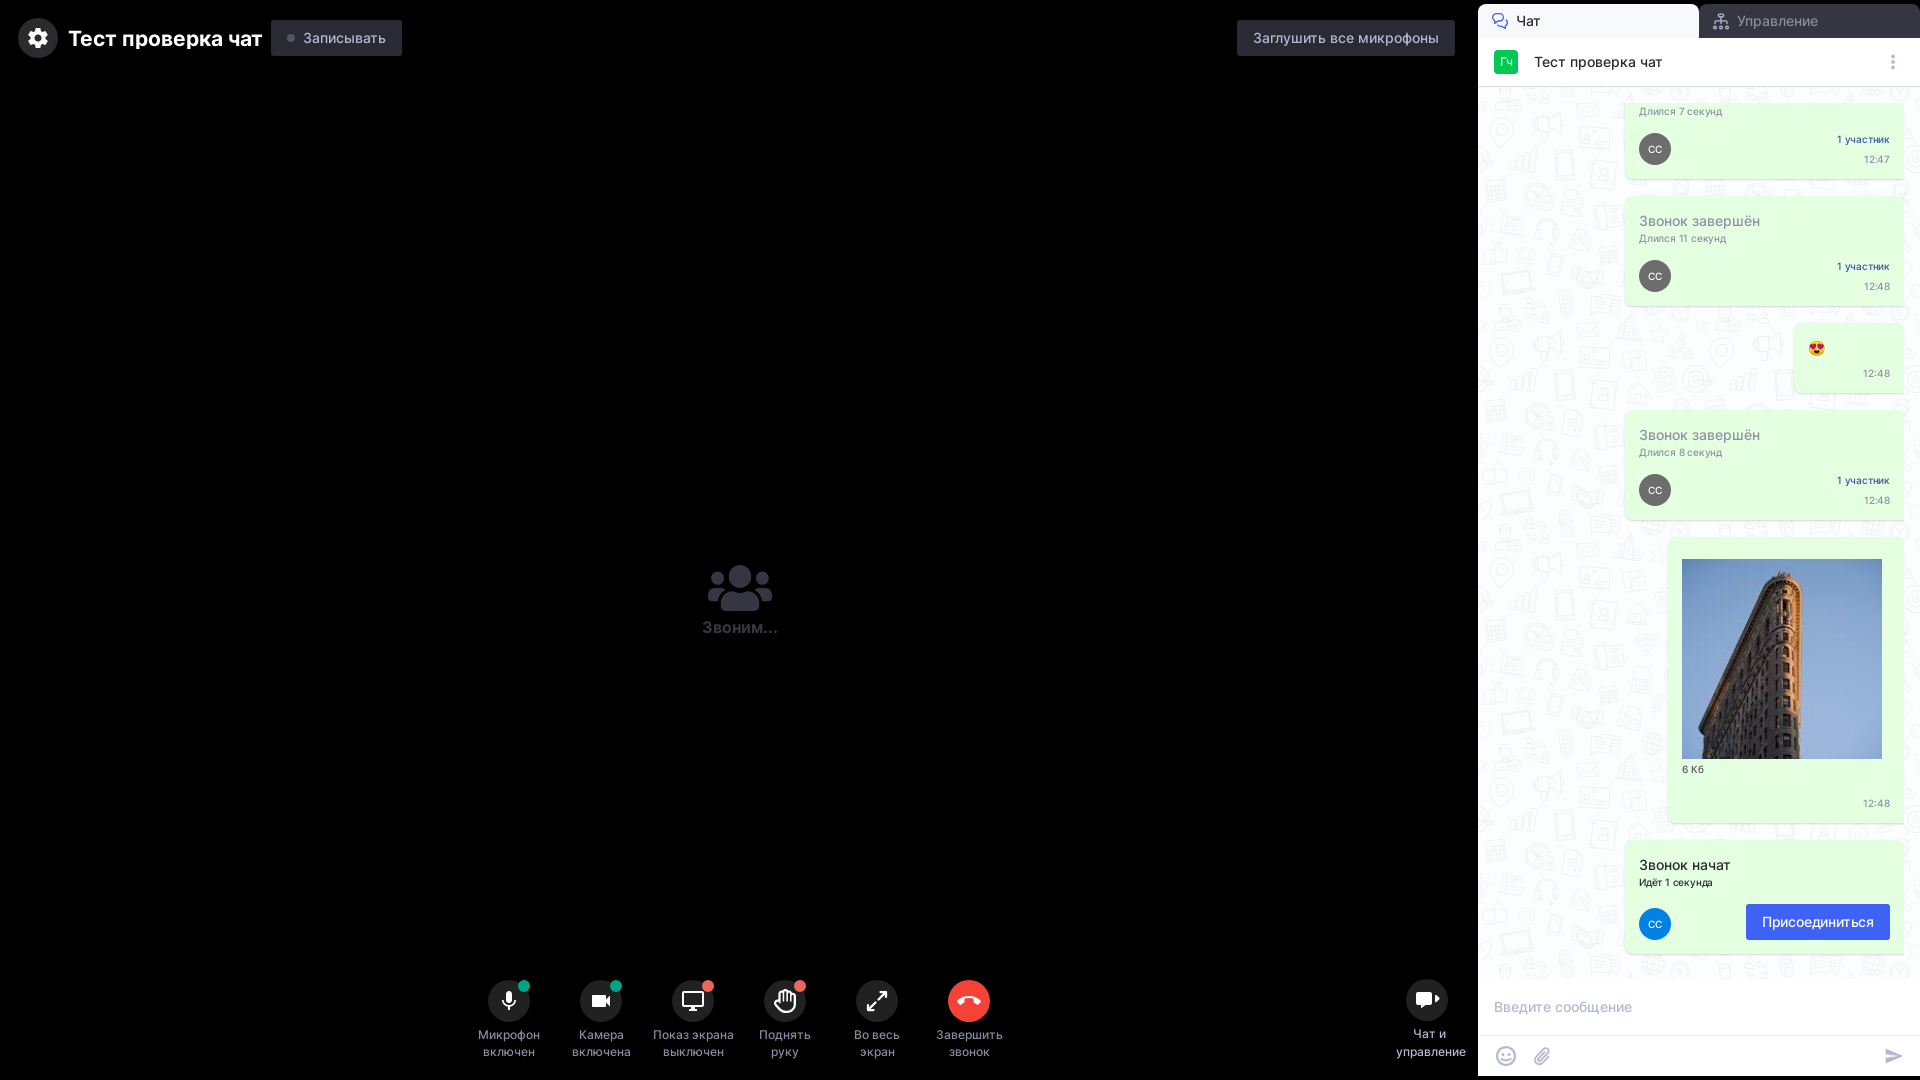 Тест проверка чат
Записывать
Заглушить все микрофоны
Чат
Управление
Гч
Тест проверка чат
Длился 7 секунд
СС
1 участник
12:47
Звонок завершён
Длился 11 секунд
СС
1 участник
12:48
😍
12:48
Звонок завершён
Длился 8 секунд
СС
1 участник
12:48
6 Кб
12:48
Звонок начат
Идёт 1 секунда
СС
Присоединиться
Звоним...
Микрофон
включен
Камера
включена
Показ экрана
выключен
Поднять
руку
Во весь
экран
Завершить
звонок
Чат и
управление
Введите сообщение